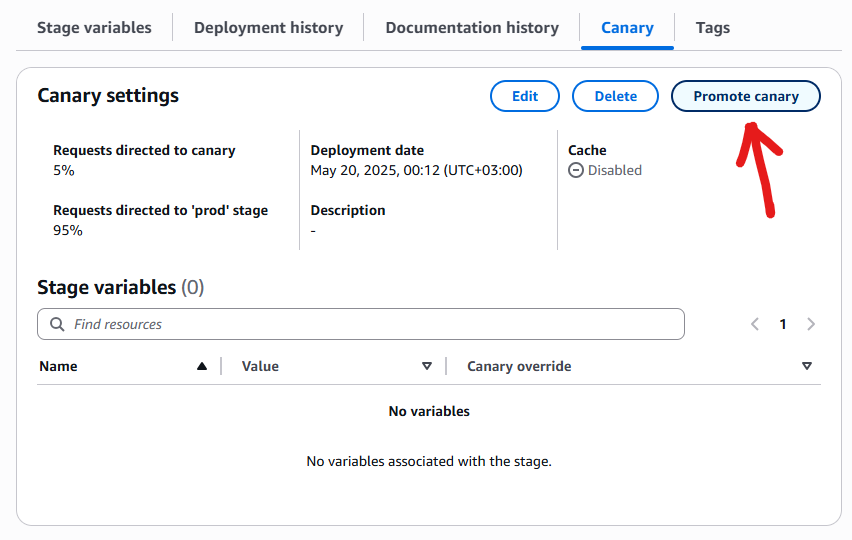 Stage variables Deployment history Documentation history Canary Tags
Canary settings Edit Delete Promote canary
Requests directed to canary Deployment date Cache
5% May 20, 2025, 00:12 (UTC+03:00) Disabled
Requests directed to 'prod' stage Description
95% -
Stage variables (0)
Find resources 1
Name Value Canary override
No variables
No variables associated with the stage.